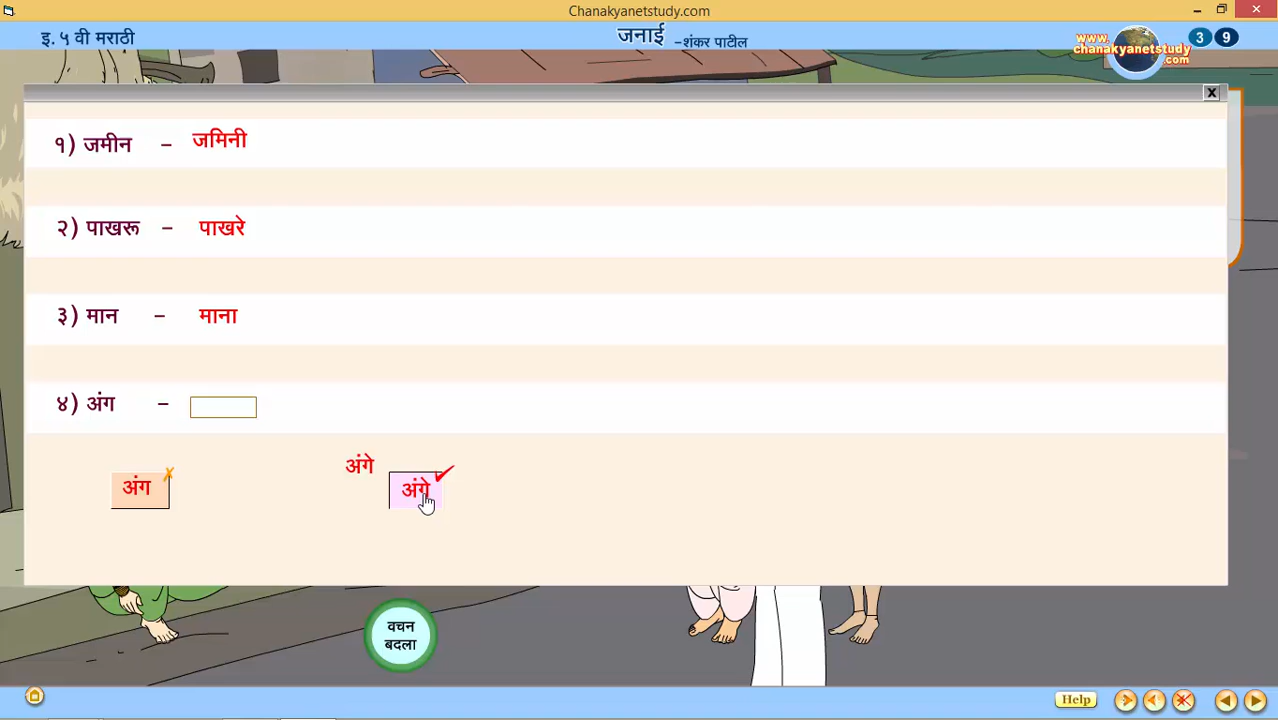 Chanakyanetstudy.com
इ. ५ वी मराठी
जनाई -शंकर पाटील
www.
chanakyanetstudy
.com
3 9
x
१) जमीन - जमिनी
२) पाखरू - पाखरे
३) मान - माना
४) अंग -
अंगे
अंग ✗ अंगे ✓
वचन
बदला
Help